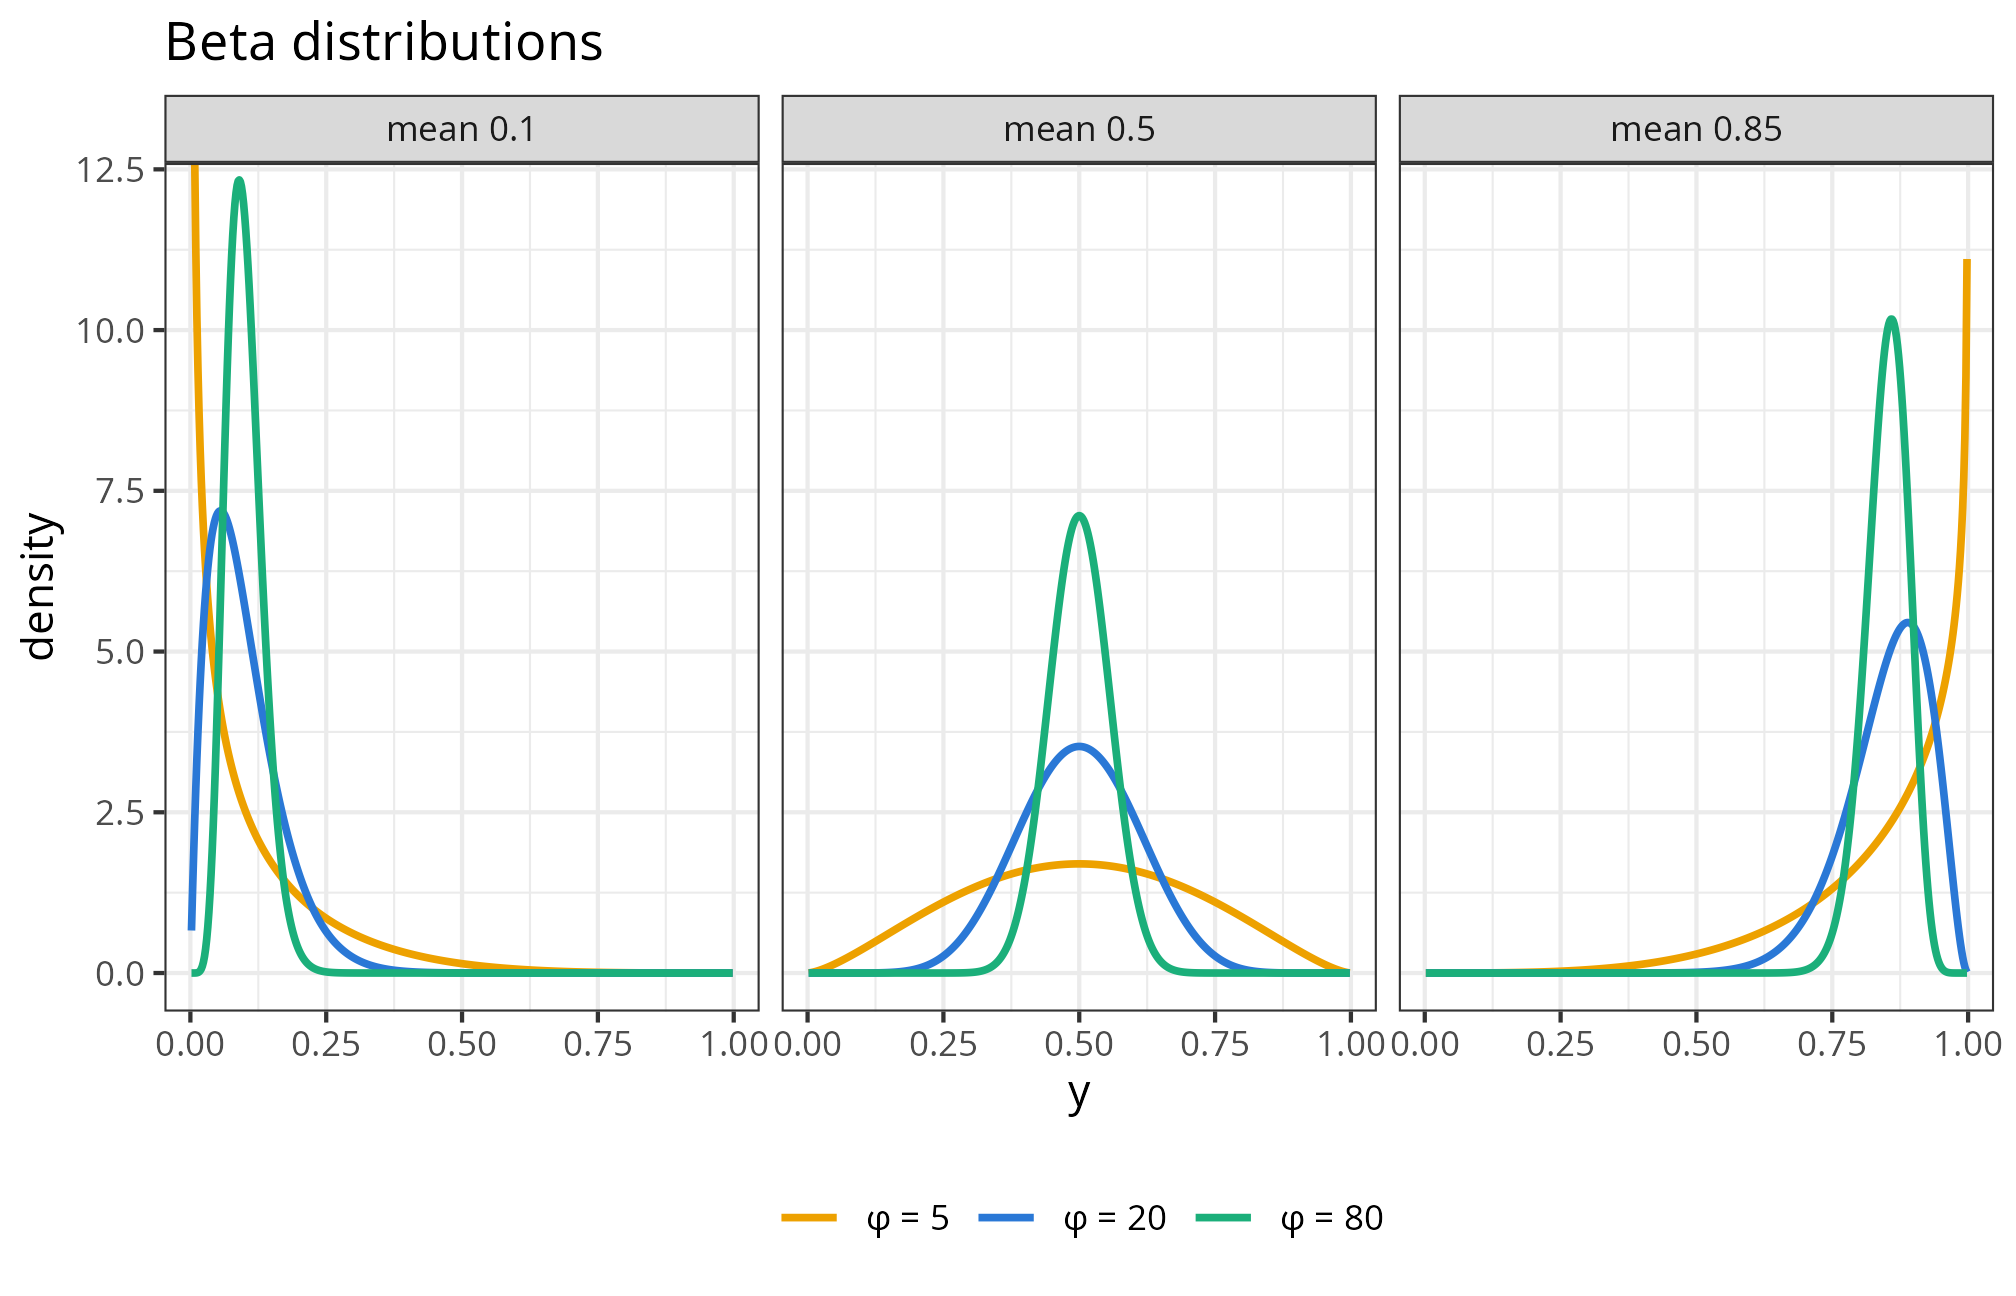 Beta distributions
mean 0.1 mean 0.5 mean 0.85
density
12.5
10.0
7.5
5.0
2.5
0.0
0.00 0.25 0.50 0.75 1.00 0.00 0.25 0.50 0.75 1.00 0.00 0.25 0.50 0.75 1.00
y
φ = 5 φ = 20 φ = 80